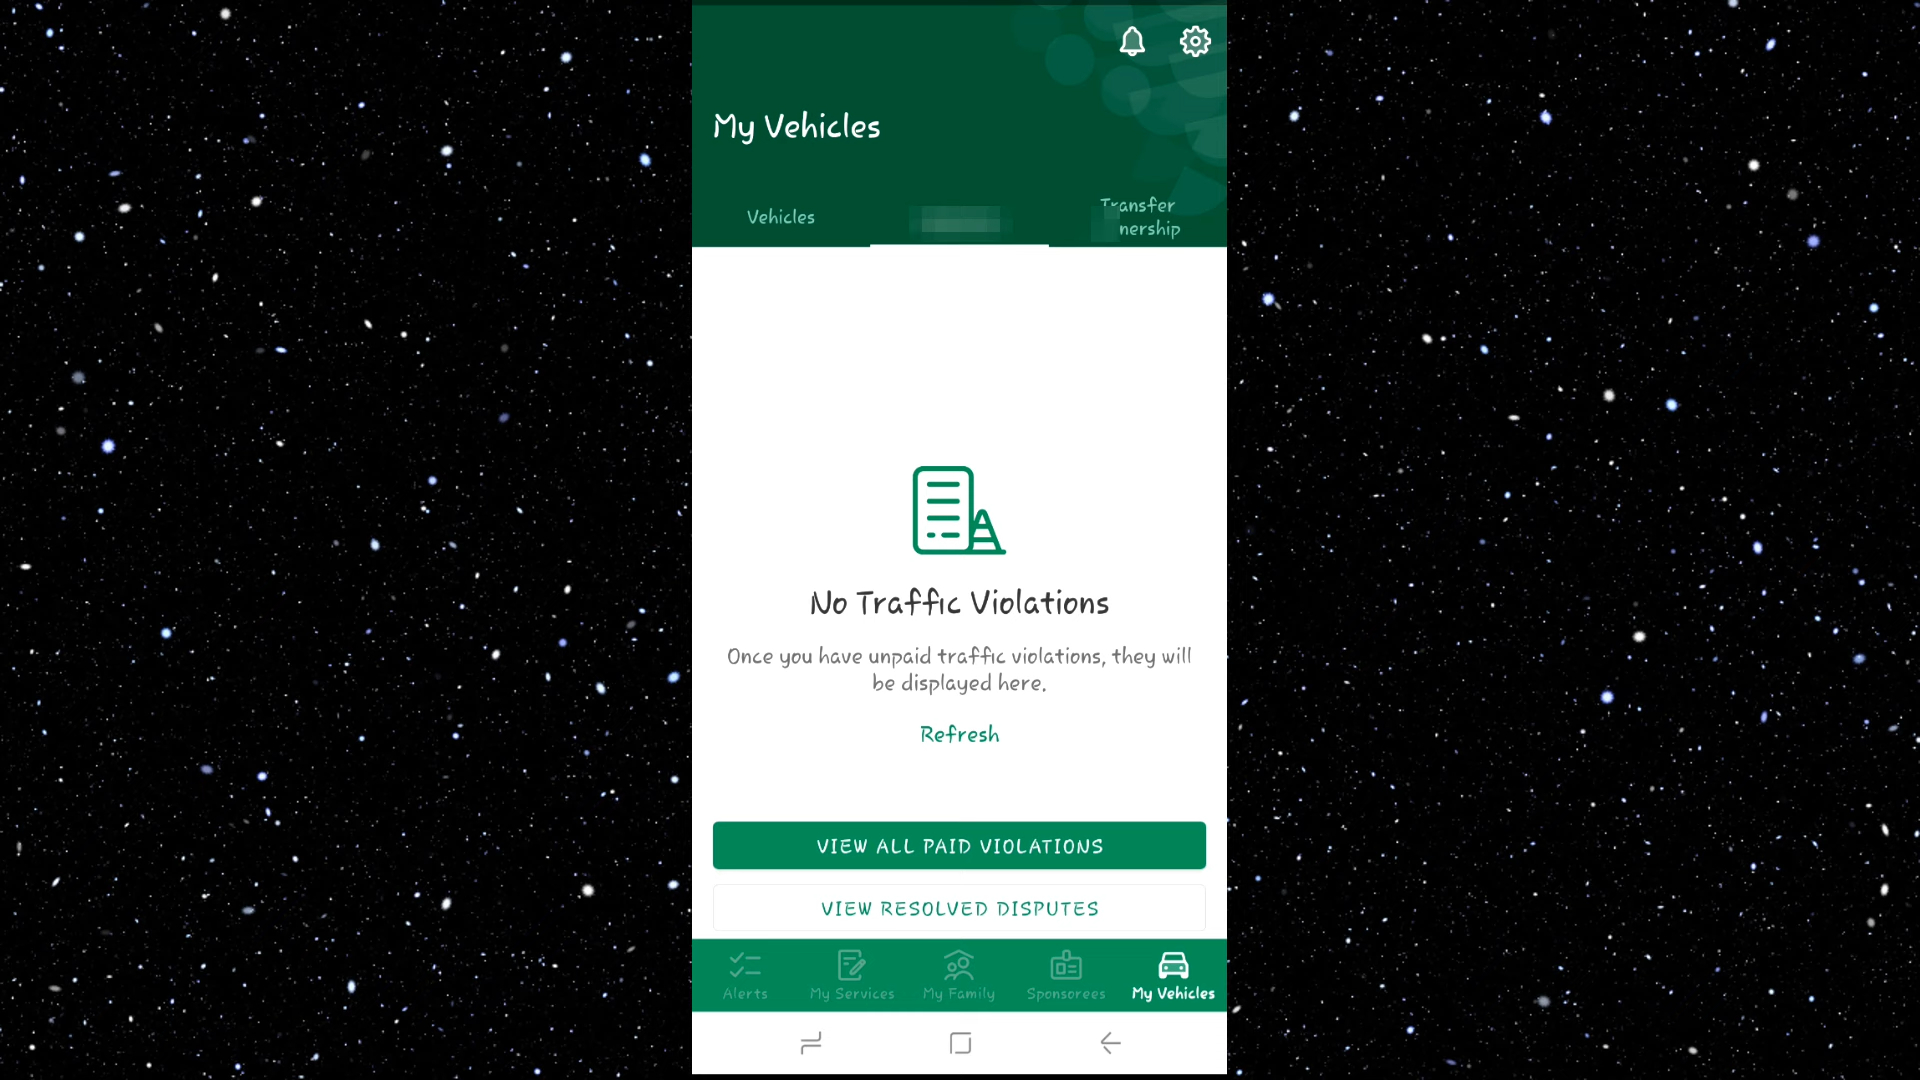 My Vehicles
Vehicles
Transfer
nership
No Traffic Violations
Once you have unpaid traffic violations, they will
be displayed here.
Refresh
VIEW ALL PAID VIOLATIONS
VIEW RESOLVED DISPUTES
Alerts
My Services
My Family
Sponsorees
My Vehicles